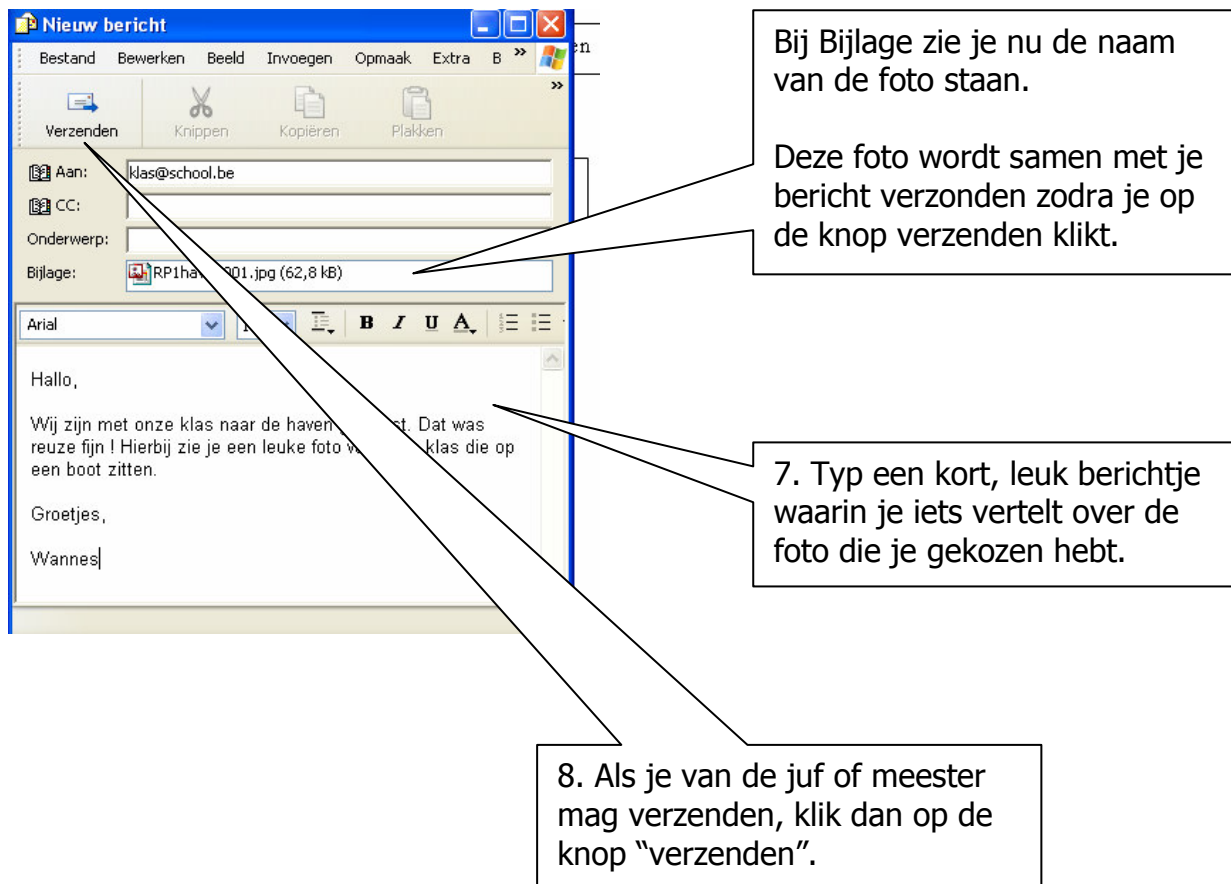 Nieuw bericht
en
Bestand Bewerken Beeld Invoegen Opmaak Extra B »
»
Verzenden Knippen Kopiëren Plakken
Aan: klas@school.be
CC:
Onderwerp:
Bijlage: RP1ha 001.jpg (62,8 kB)
Arial B I U A
Hallo,
Wij zijn met onze klas naar de haven st. Dat was
reuze fijn ! Hierbij zie je een leuke foto klas die op
een boot zitten.
Groetjes,
Wannes
Bij Bijlage zie je nu de naam
van de foto staan.
Deze foto wordt samen met je
bericht verzonden zodra je op
de knop verzenden klikt.
7. Typ een kort, leuk berichtje
waarin je iets vertelt over de
foto die je gekozen hebt.
8. Als je van de juf of meester
mag verzenden, klik dan op de
knop “verzenden”.